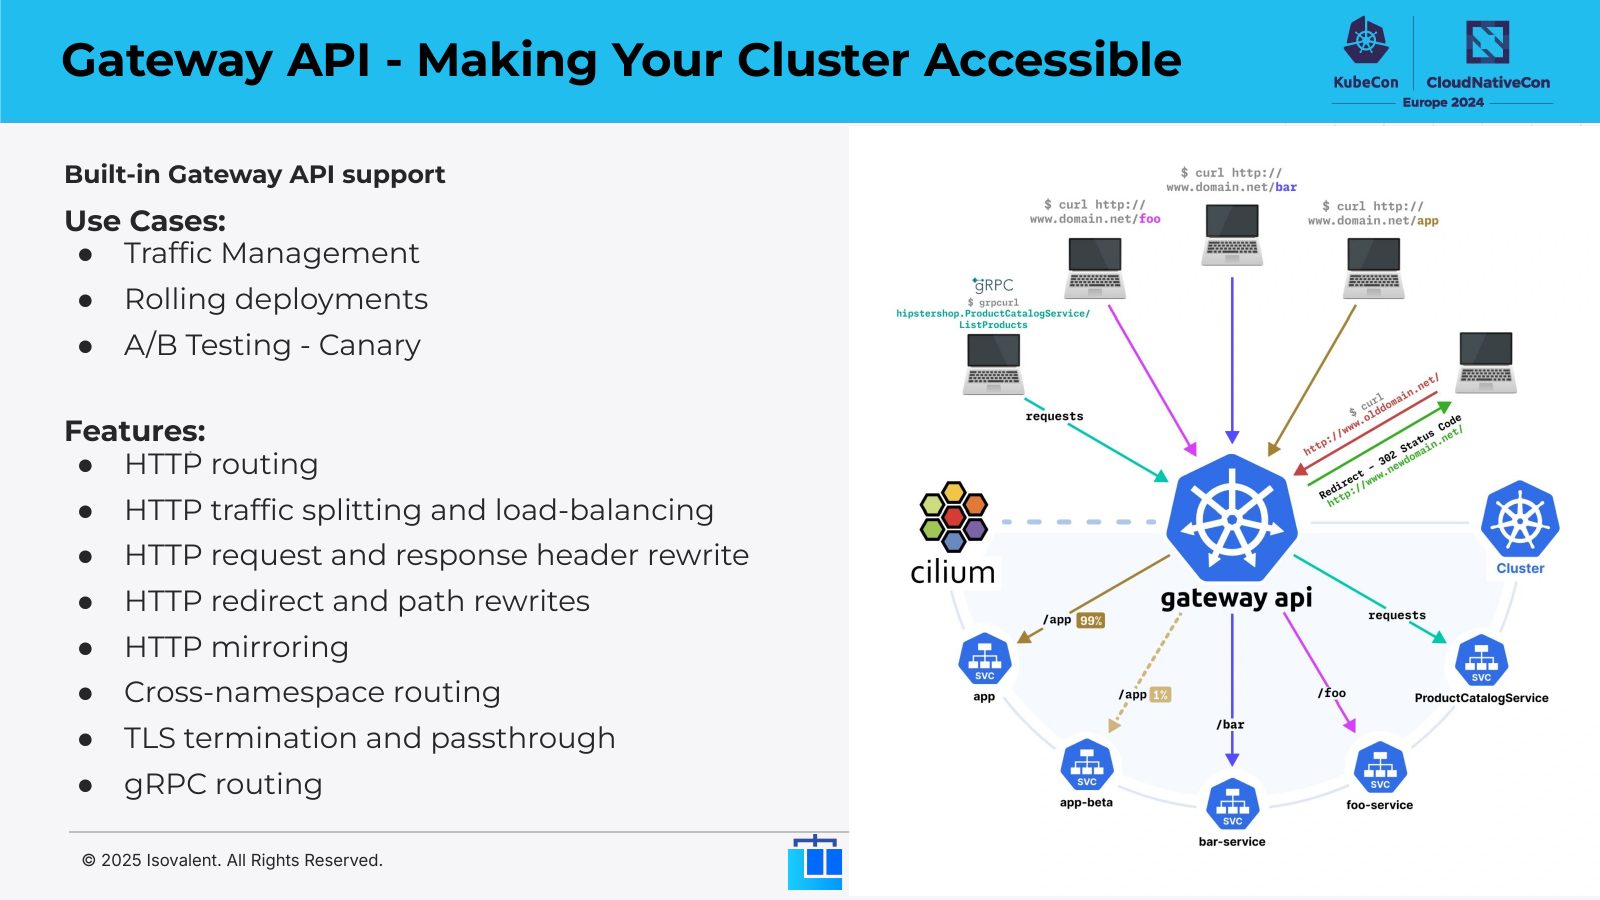 Gateway API - Making Your Cluster Accessible
KubeCon
CloudNativeCon
Europe 2024
Built-in Gateway API support
Use Cases:
● Traffic Management
● Rolling deployments
● A/B Testing - Canary
Features:
● HTTP routing
● HTTP traffic splitting and load-balancing
● HTTP request and response header rewrite
● HTTP redirect and path rewrites
● HTTP mirroring
● Cross-namespace routing
● TLS termination and passthrough
● gRPC routing
© 2025 Isovalent. All Rights Reserved.
$ curl http://
www.domain.net/bar
$ curl http://
www.domain.net/foo
$ curl http://
www.domain.net/app
gRPC
$ grpcurl
hipstershop.ProductCatalogService/
ListProducts
requests
$ curl
http://www.olddomain.net/
Redirect - 302 Status Code
http://www.newdomain.net/
cilium
gateway api
Cluster
/app 99%
/app 1%
/bar
/foo
requests
SVC
app
SVC
app-beta
SVC
bar-service
SVC
foo-service
SVC
ProductCatalogService